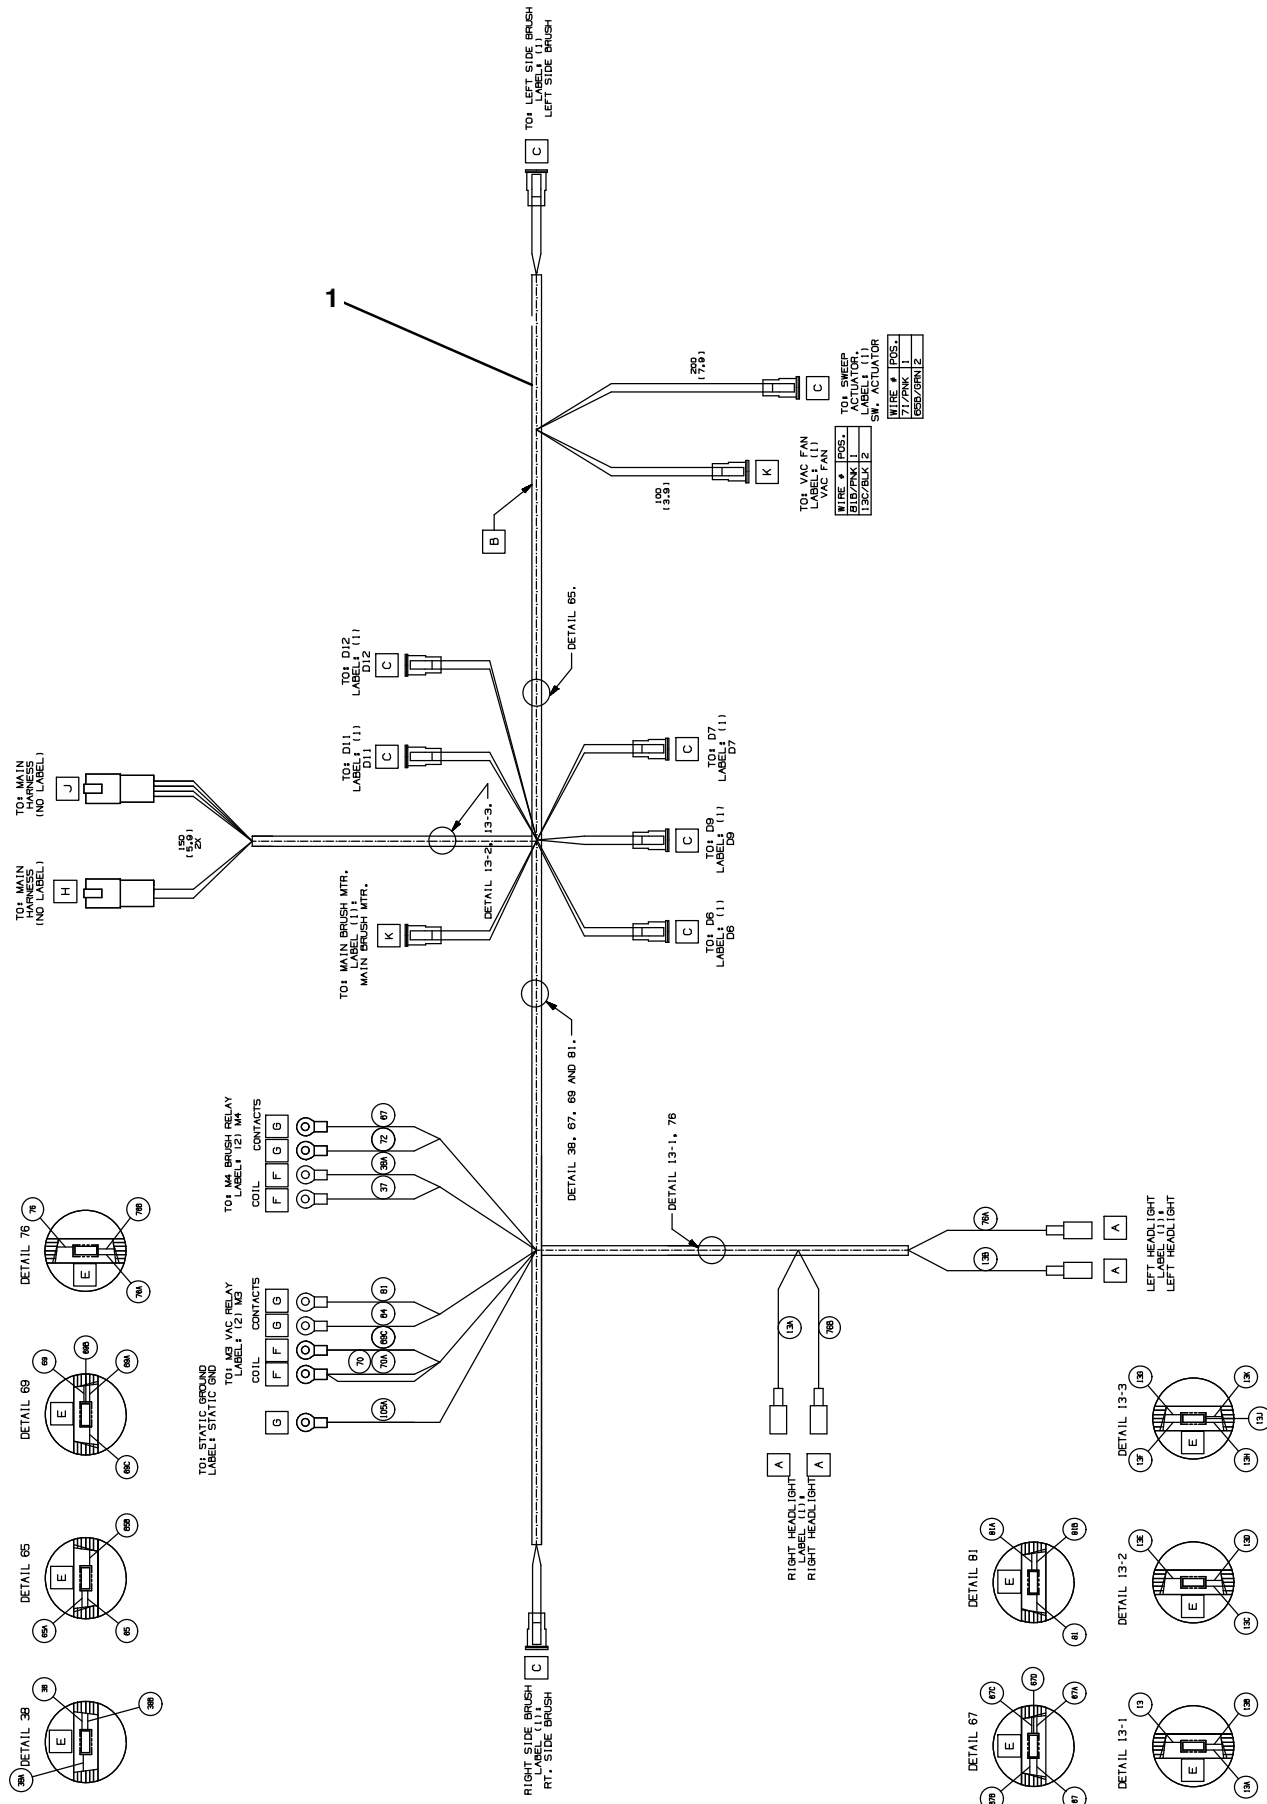 TO: LEFT SIDE BRUSH
LABEL: (1)
LEFT SIDE BRUSH
C
1
B
200
(7.9)
C
TO: SWEEP
ACTUATOR.
LABEL: (1)
SW. ACTUATOR
WIRE # POS.
71/PNK 1
65B/GRN 2
100
(3.9)
K
TO: VAC FAN
LABEL: (1)
VAC FAN
WIRE # POS.
81B/PNK 1
13C/BLK 2
DETAIL 65.
TO: D12
LABEL: (1)
D12
C
TO: D11
LABEL: (1)
D11
C
TO: MAIN
HARNESS
(NO LABEL)
J
150
(5.9)
2X
TO: MAIN
HARNESS
(NO LABEL)
H
DETAIL 13-2, 13-3.
TO: MAIN BRUSH MTR.
LABEL (1):
MAIN BRUSH MTR.
K
C
TO: D7
LABEL: (1)
D7
C
TO: D9
LABEL: (1)
D9
C
TO: D6
LABEL: (1)
D6
DETAIL 38, 67, 69 AND 81.
DETAIL 13-1, 76
TO: M4 BRUSH RELAY
LABEL: (2) M4
COIL CONTACTS
G
G
F
F
67
72
38A
37
TO: M3 VAC RELAY
LABEL: (2) M3
COIL CONTACTS
G
G
F
F
81
64
69C
70
70A
TO: STATIC GROUND
LABEL: STATIC GND
G
105A
76A
13B
A
A
LEFT HEADLIGHT
LABEL (1):
LEFT HEADLIGHT
13A
76B
A
A
RIGHT HEADLIGHT
LABEL (1):
RIGHT HEADLIGHT
C
RIGHT SIDE BRUSH
LABEL (1):
RT. SIDE BRUSH
DETAIL 76
76
76B
76A
E
DETAIL 69
69
69B
69A
69C
E
DETAIL 65
65A
65
65B
E
DETAIL 38
38A
38
38B
E
DETAIL 81
81A
81B
81
E
DETAIL 67
67C
67D
67A
67B
67
E
DETAIL 13-3
13G
13K
13J
13H
13F
E
DETAIL 13-2
13E
13D
13C
E
DETAIL 13-1
13
13B
13A
E